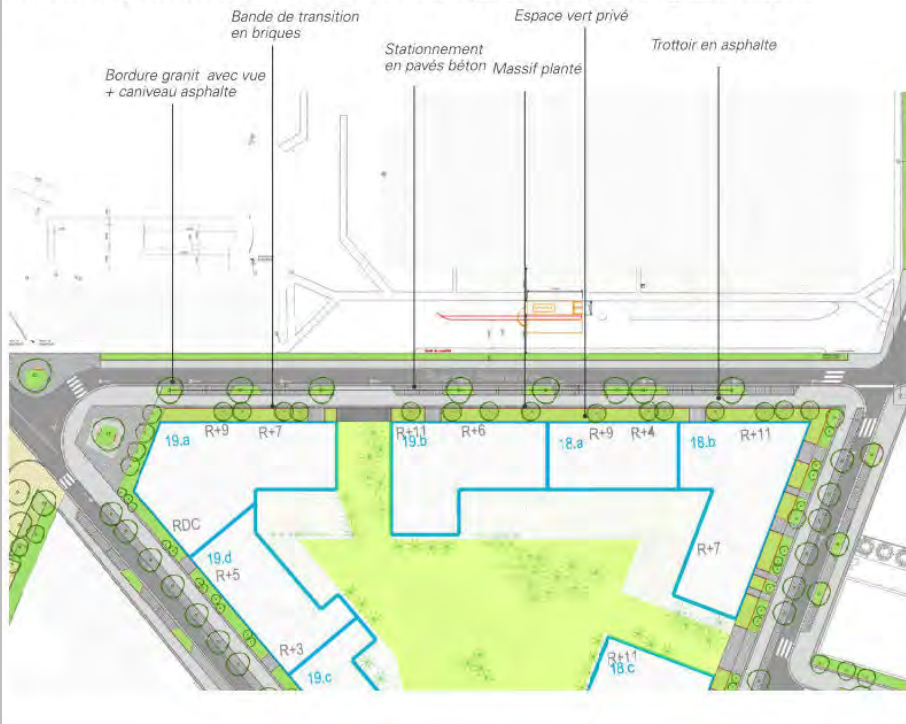 Bande de transition
en briques
Espace vert privé
Stationnement
en pavés béton
Massif planté
Trottoir en asphalte
Bordure granit avec vue
+ caniveau asphalte
19.a
R+9
R+7
R+11
19.b
R+6
18.a
R+9
R+4
18.b
R+11
RDC
19.d
R+5
R+7
R+3
19.c
R+11
18.c